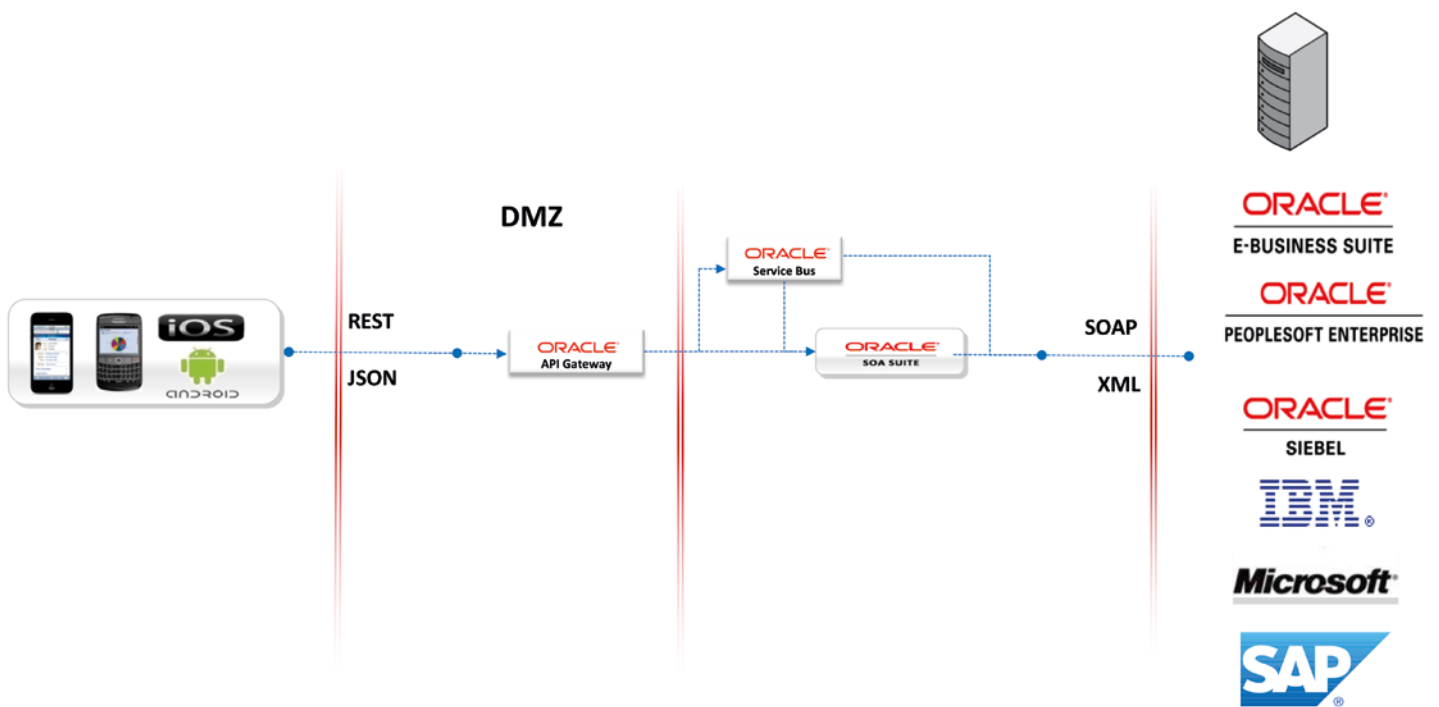 iOS
ANDROID
REST
JSON
DMZ
ORACLE
API Gateway
ORACLE®
Service Bus
ORACLE
SOA SUITE
SOAP
XML
ORACLE®
E-BUSINESS SUITE
ORACLE®
PEOPLESOFT ENTERPRISE
ORACLE®
SIEBEL
IBM®
Microsoft®
SAP®